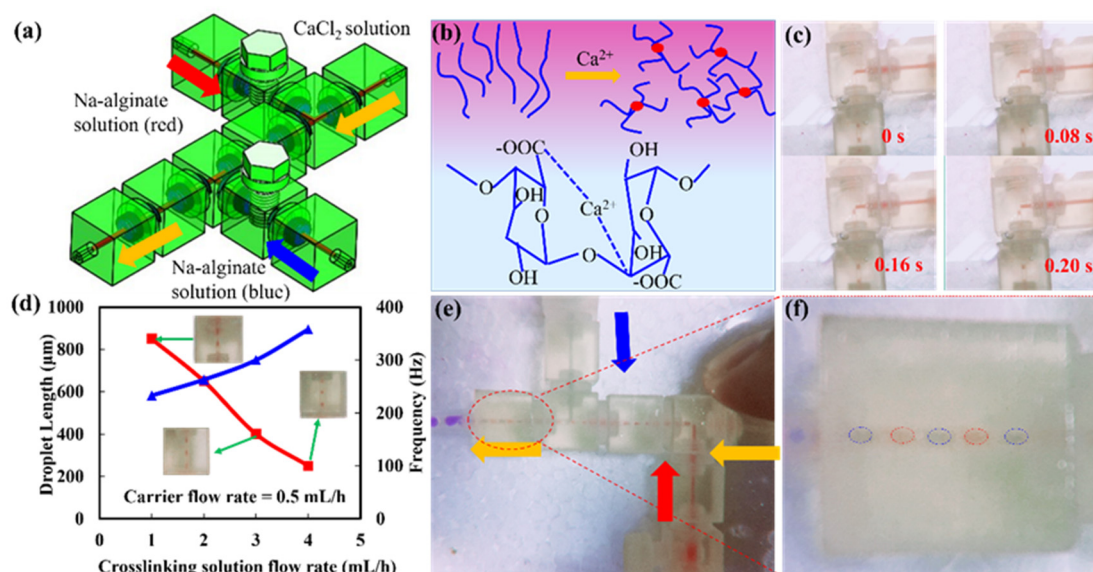 (a)
CaCl2 solution
Na-alginate
solution (red)
Na-alginate
solution (bluc)
(b)
Ca2+
-OOC
OH
O
O
OH
Ca2+
O
OH
OH
O
-OOC
(c)
0 s
0.08 s
0.16 s
0.20 s
(d)
1000
800
600
400
200
0
Droplet Length (µm)
400
300
200
100
0
Frequency (Hz)
Carrier flow rate = 0.5 mL/h
0 1 2 3 4 5
Crosslinking solution flow rate (mL/h)
(e)
(f)